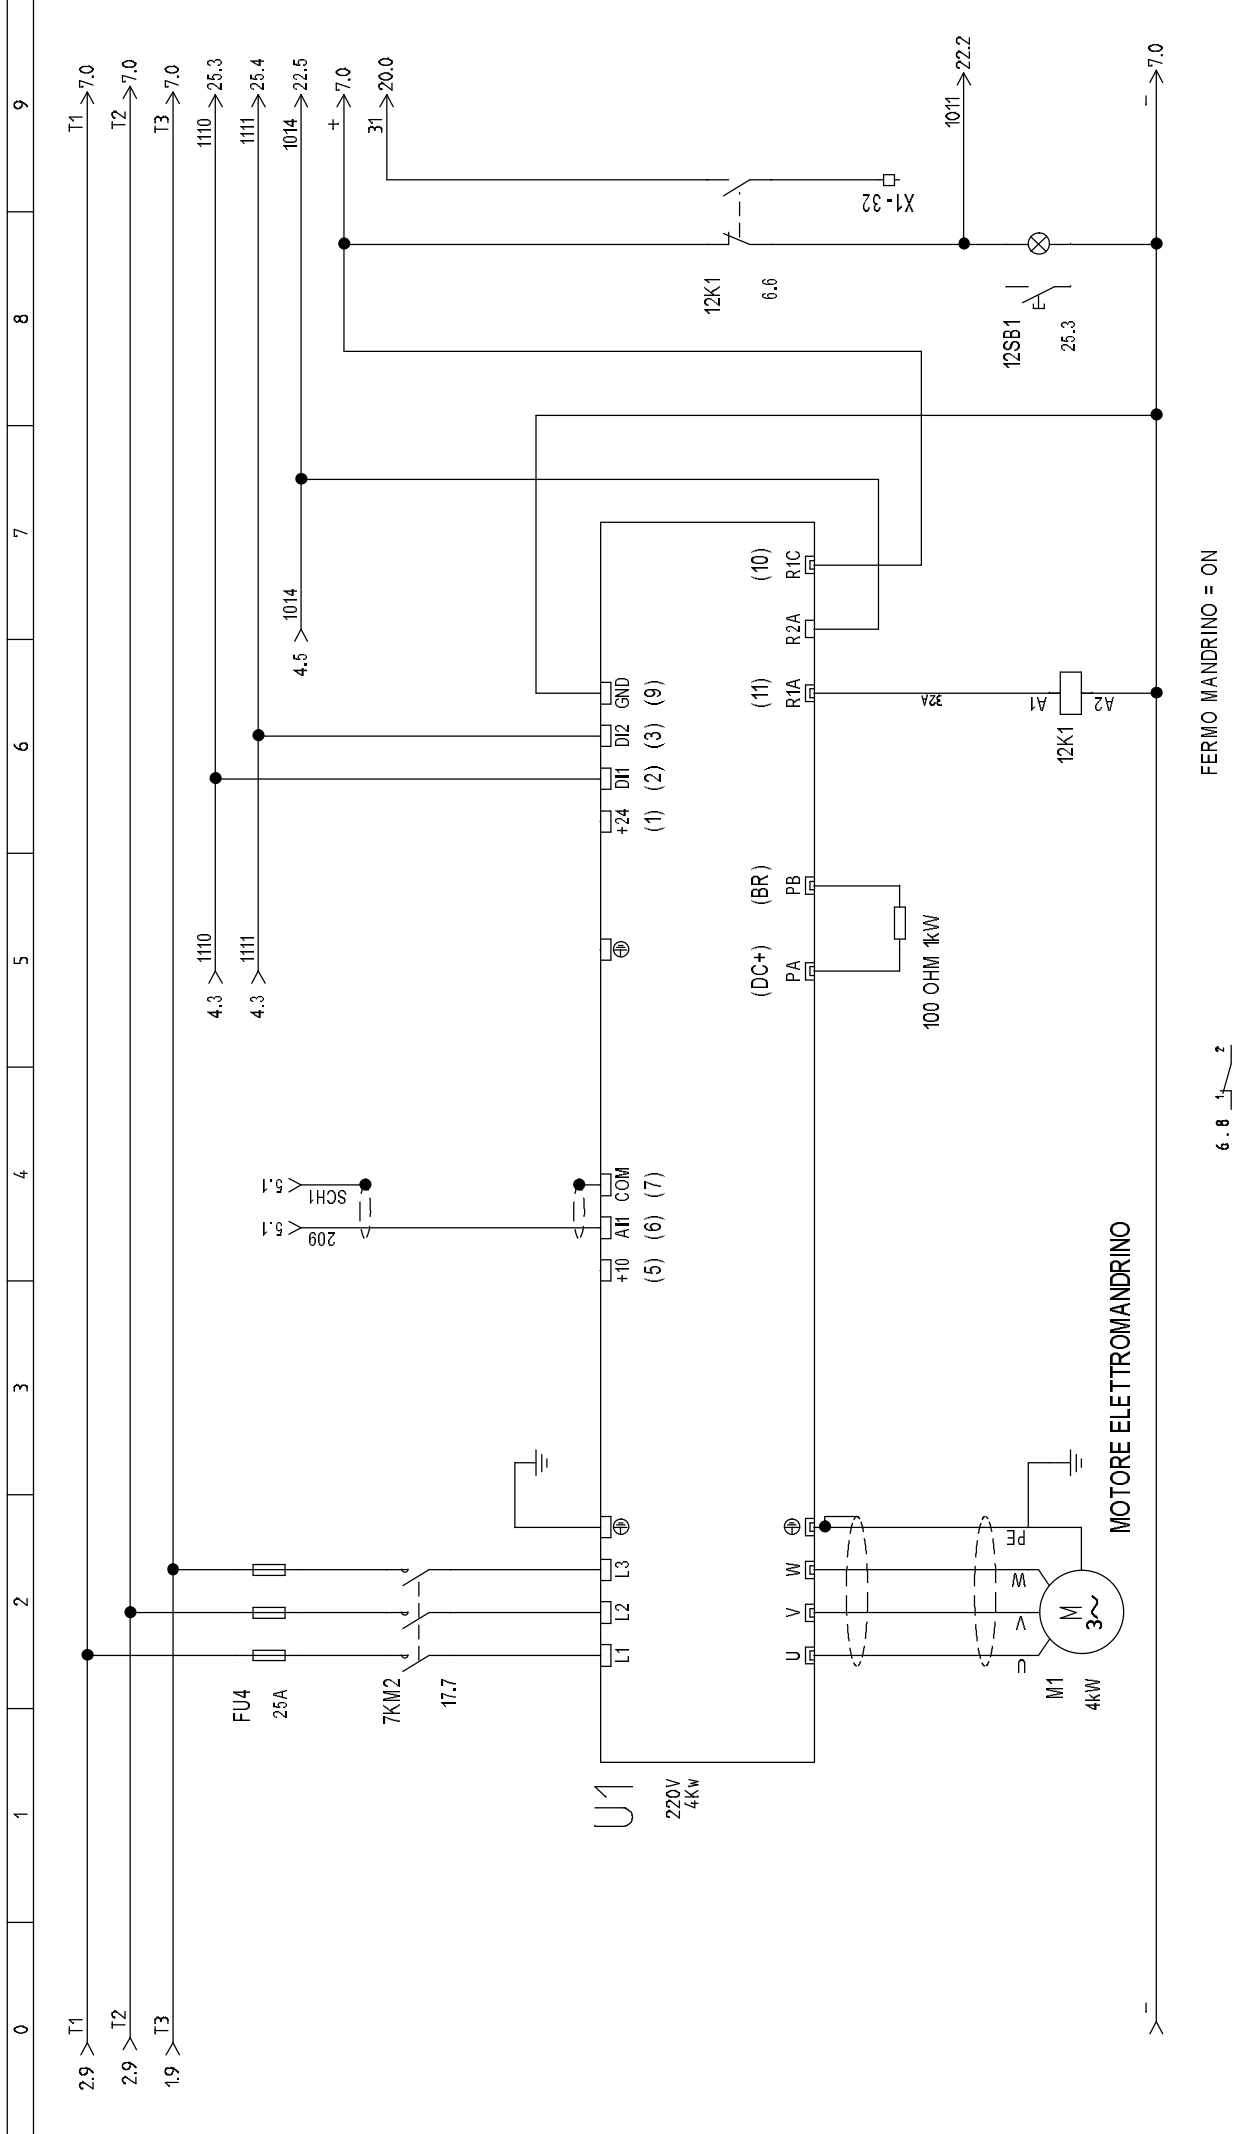 0 1 2 3 4 5 6 7 8 9
2.9 T1 T1 7.0
2.9 T2 T2 7.0
1.9 T3 T3 7.0
4.3 1110 1110 25.3
4.3 1111 1111 25.4
4.5 1014 1014 22.5
+ 7.0
31 20.0
FU4
25A
5.1 5.1
209 SCH1
7KM2
17.7
U1
L1 L2 L3 +10 AI1 COM +24 DI1 DI2 GND
(5) (6) (7) (1) (2) (3) (9)
220V
4Kw
12K1
6.6
(DC+) (BR) (11) (10)
U V W PA PB R1A R2A R1C
X1-32
100 OHM 1kW
32A
1011 22.2
U V W PE
A1
12K1
A2
12SB1
25.3
M1
4kW
M
3~
MOTORE ELETTROMANDRINO
- - 7.0
FERMO MANDRINO = ON
6.8 1 2